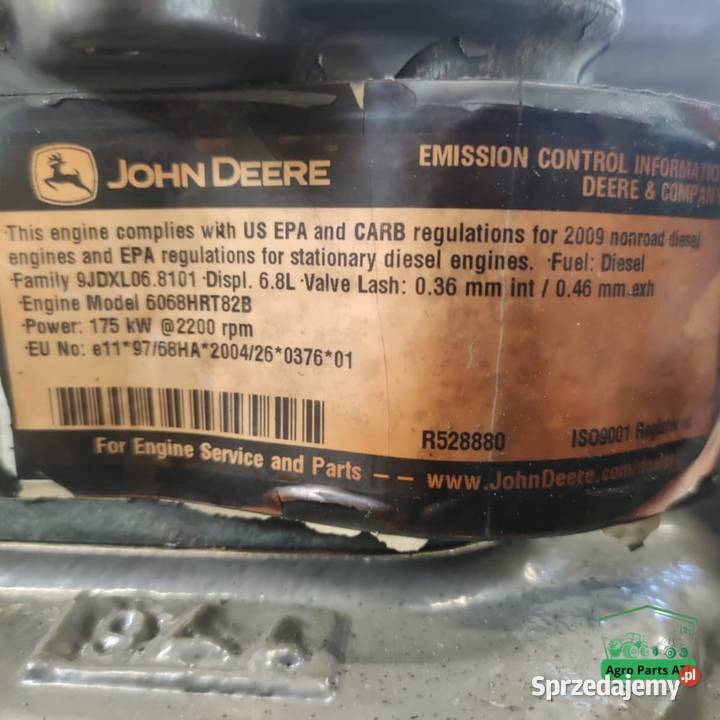 JOHN DEERE
EMISSION CONTROL INFORMATION
DEERE & COMPANY
·This engine complies with US EPA and CARB regulations for 2009 nonroad diesel
engines and EPA regulations for stationary diesel engines. ·Fuel: Diesel
·Family 9JDXL06.8101 ·Displ. 6.8L ·Valve Lash: 0.36 mm int / 0.46 mm exh
·Engine Model 6068HRT82B
·Power: 175 kW @2200 rpm
·EU No: e11*97/68HA*2004/26*0376*01
R528880
ISO9001
For Engine Service and Parts -- www.JohnDeere.com
Agro Parts AT
Sprzedajemy.pl